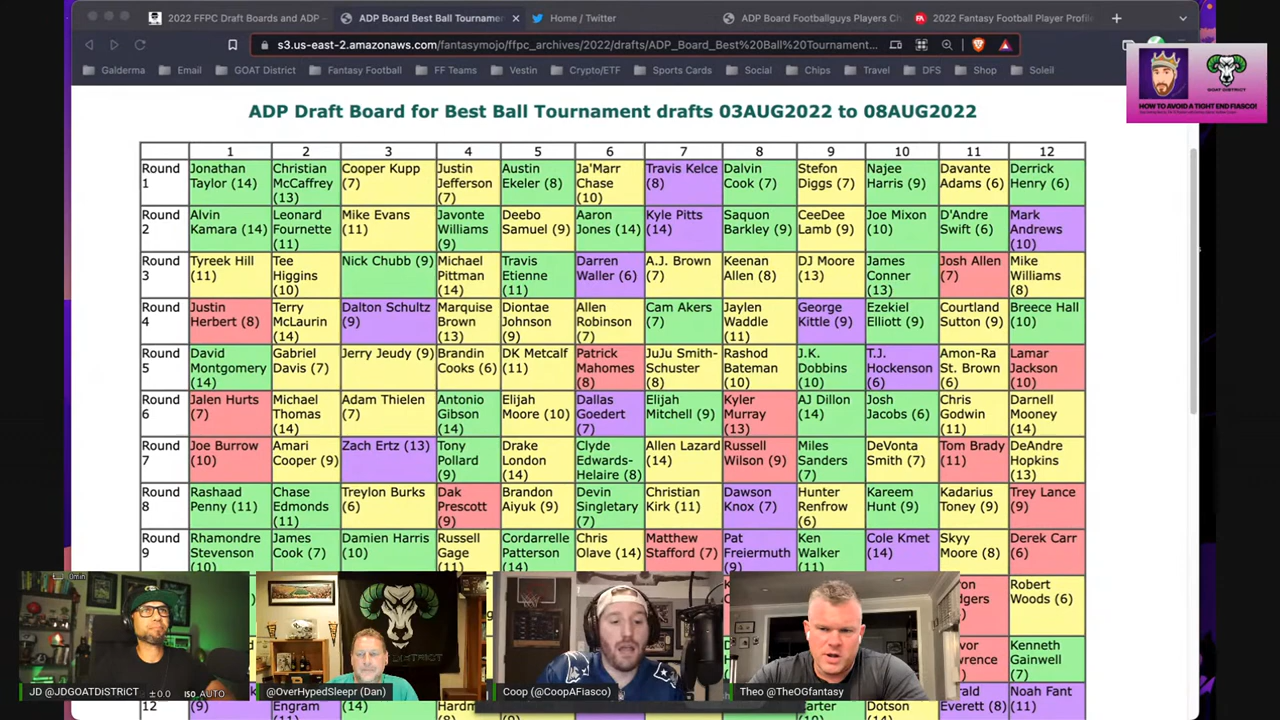 2022 FFPC Draft Boards and ADP -
ADP Board Best Ball Tournamen
Home / Twitter
ADP Board Footballguys Players Ch
2022 Fantasy Football Player Profile
s3.us-east-2.amazonaws.com/fantasymojo/ffpc_archives/2022/drafts/ADP_Board_Best%20Ball%20Tournament...
Galderma
Email
GOAT District
Fantasy Football
FF Teams
Vestin
Crypto/ETF
Sports Cards
Social
Chips
Travel
DFS
Shop
Soleil
HOW TO AVOID A TIGHT END FIASCO!
ADP Draft Board for Best Ball Tournament drafts 03AUG2022 to 08AUG2022
1 2 3 4 5 6 7 8 9 10 11 12
Round 1
Jonathan Taylor (14)
Christian McCaffrey (13)
Cooper Kupp (7)
Justin Jefferson (7)
Austin Ekeler (8)
Ja'Marr Chase (10)
Travis Kelce (8)
Dalvin Cook (7)
Stefon Diggs (7)
Najee Harris (9)
Davante Adams (6)
Derrick Henry (6)
Round 2
Alvin Kamara (14)
Leonard Fournette (11)
Mike Evans (11)
Javonte Williams (9)
Deebo Samuel (9)
Aaron Jones (14)
Kyle Pitts (14)
Saquon Barkley (9)
CeeDee Lamb (9)
Joe Mixon (10)
D'Andre Swift (6)
Mark Andrews (10)
Round 3
Tyreek Hill (11)
Tee Higgins (10)
Nick Chubb (9)
Michael Pittman (14)
Travis Etienne (11)
Darren Waller (6)
A.J. Brown (7)
Keenan Allen (8)
DJ Moore (13)
James Conner (13)
Josh Allen (7)
Mike Williams (8)
Round 4
Justin Herbert (8)
Terry McLaurin (14)
Dalton Schultz (9)
Marquise Brown (13)
Diontae Johnson (9)
Allen Robinson (7)
Cam Akers (7)
Jaylen Waddle (11)
George Kittle (9)
Ezekiel Elliott (9)
Courtland Sutton (9)
Breece Hall (10)
Round 5
David Montgomery (14)
Gabriel Davis (7)
Jerry Jeudy (9)
Brandin Cooks (6)
DK Metcalf (11)
Patrick Mahomes (8)
JuJu Smith-Schuster (8)
Rashod Bateman (10)
J.K. Dobbins (10)
T.J. Hockenson (6)
Amon-Ra St. Brown (6)
Lamar Jackson (10)
Round 6
Jalen Hurts (7)
Michael Thomas (14)
Adam Thielen (7)
Antonio Gibson (14)
Elijah Moore (10)
Dallas Goedert (7)
Elijah Mitchell (9)
Kyler Murray (13)
AJ Dillon (14)
Josh Jacobs (6)
Chris Godwin (11)
Darnell Mooney (14)
Round 7
Joe Burrow (10)
Amari Cooper (9)
Zach Ertz (13)
Tony Pollard (9)
Drake London (14)
Clyde Edwards-Helaire (8)
Allen Lazard (14)
Russell Wilson (9)
Miles Sanders (7)
DeVonta Smith (7)
Tom Brady (11)
DeAndre Hopkins (13)
Round 8
Rashaad Penny (11)
Chase Edmonds (11)
Treylon Burks (6)
Dak Prescott (9)
Brandon Aiyuk (9)
Devin Singletary (7)
Christian Kirk (11)
Dawson Knox (7)
Hunter Renfrow (6)
Kareem Hunt (9)
Kadarius Toney (9)
Trey Lance (9)
Round 9
Rhamondre Stevenson (10)
James Cook (7)
Damien Harris (10)
Russell Gage (11)
Cordarrelle Patterson (14)
Chris Olave (14)
Matthew Stafford (7)
Pat Freiermuth (9)
Ken Walker (11)
Cole Kmet (14)
Skyy Moore (8)
Derek Carr (6)
Robert Woods (6)
Kenneth Gainwell (7)
12
(9)
Engram
(14)
Dotson
Everett (8)
Noah Fant (11)
JD @JDGOATDiSTRiCT
±0.0
ISO AUTO
@OverHypedSleepr (Dan)
Coop (@CoopAFiasco)
Theo @TheOGfantasy